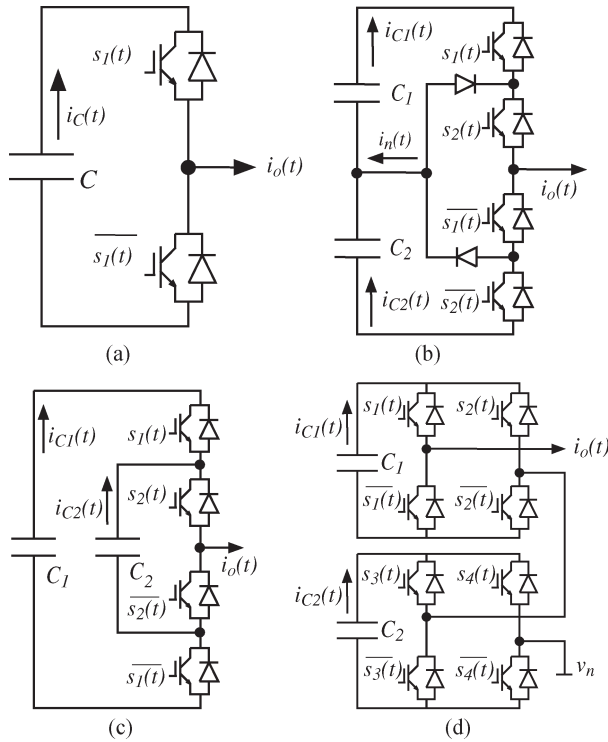 s1(t)
iC(t)
C
io(t)
s1(t)
(a)
iC1(t)
s1(t)
C1
in(t)
s2(t)
io(t)
s1(t)
C2
iC2(t)
s2(t)
(b)
iC1(t)
s1(t)
iC2(t)
s2(t)
io(t)
C1
C2
s2(t)
s1(t)
(c)
s1(t)
s2(t)
iC1(t)
C1
io(t)
s1(t)
s2(t)
s3(t)
s4(t)
iC2(t)
C2
s3(t)
s4(t)
vn
(d)